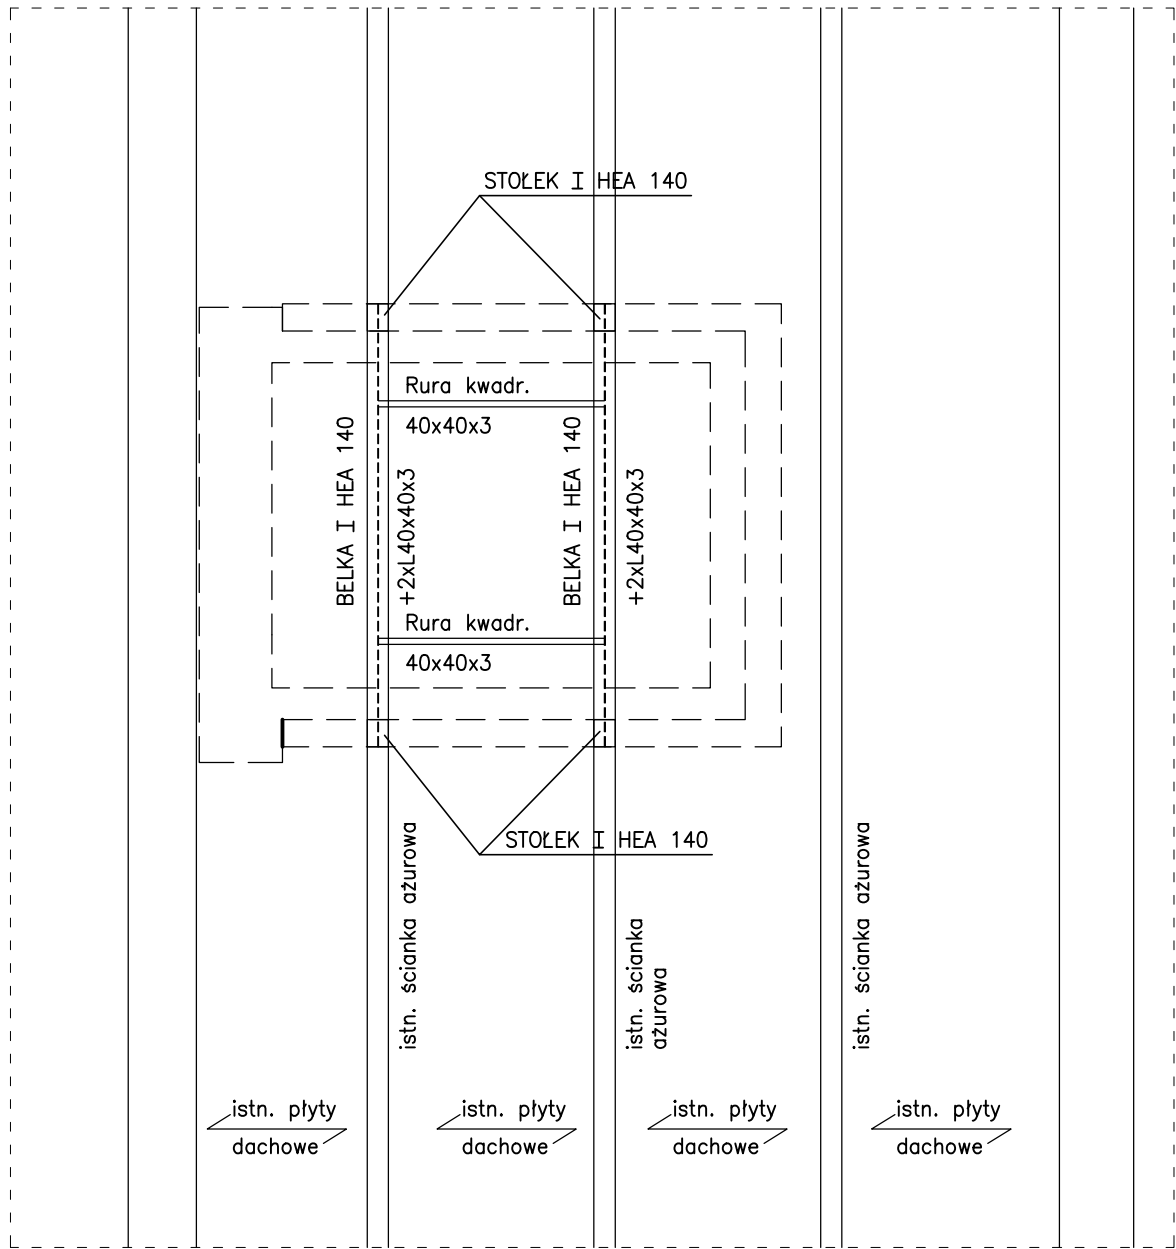 STOŁEK I HEA 140
Rura kwadr.
40x40x3
BELKA I HEA 140
+2xL40x40x3
BELKA I HEA 140
+2xL40x40x3
Rura kwadr.
40x40x3
STOŁEK I HEA 140
istn. ścianka ażurowa
istn. ścianka
ażurowa
istn. ścianka ażurowa
istn. płyty
dachowe
istn. płyty
dachowe
istn. płyty
dachowe
istn. płyty
dachowe